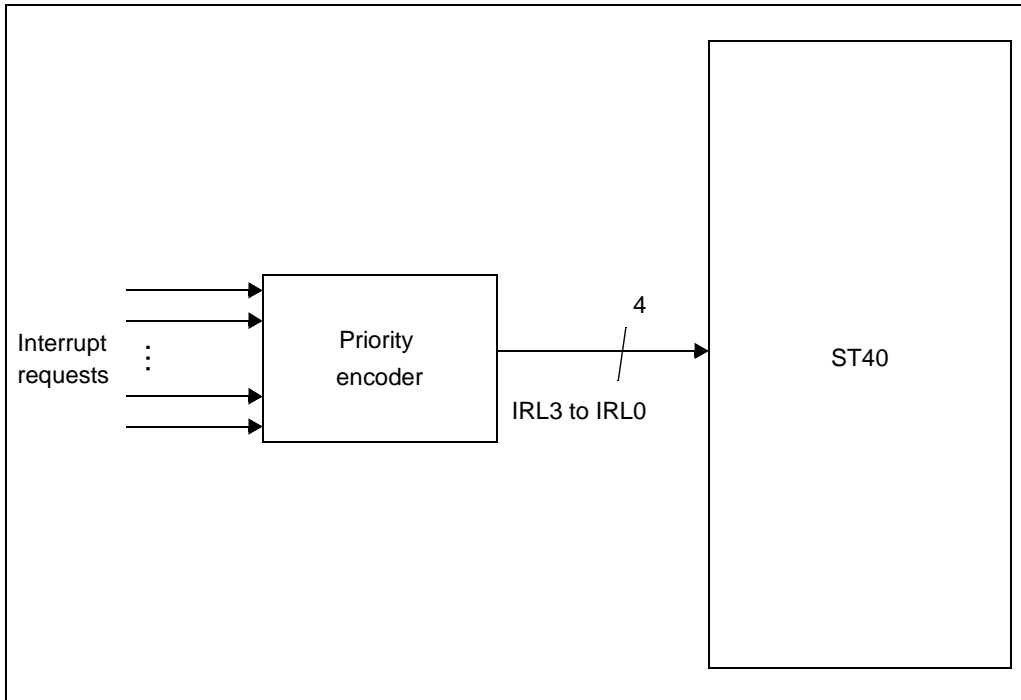 Interrupt
requests
⋮
Priority
encoder
4
IRL3 to IRL0
ST40